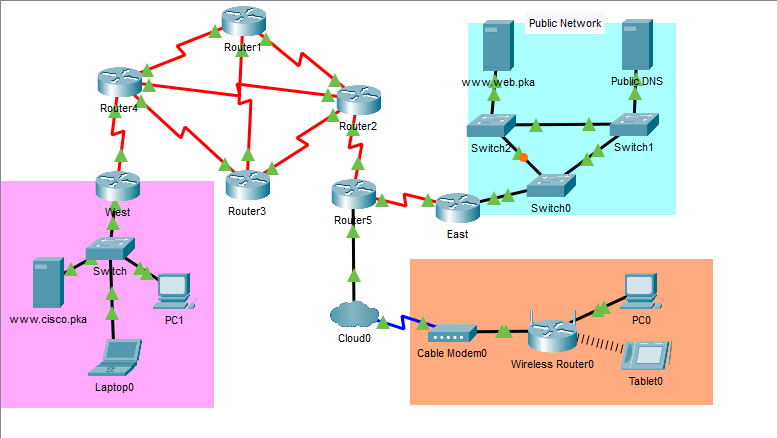 Public Network
Router1
www.web.pka
Public DNS
Router4
Router2
Switch2
Switch1
West
Router3
Router5
Switch0
East
Switch
www.cisco.pka
PC1
PC0
Cloud0
Cable Modem0
Wireless Router0
Laptop0
Tablet0